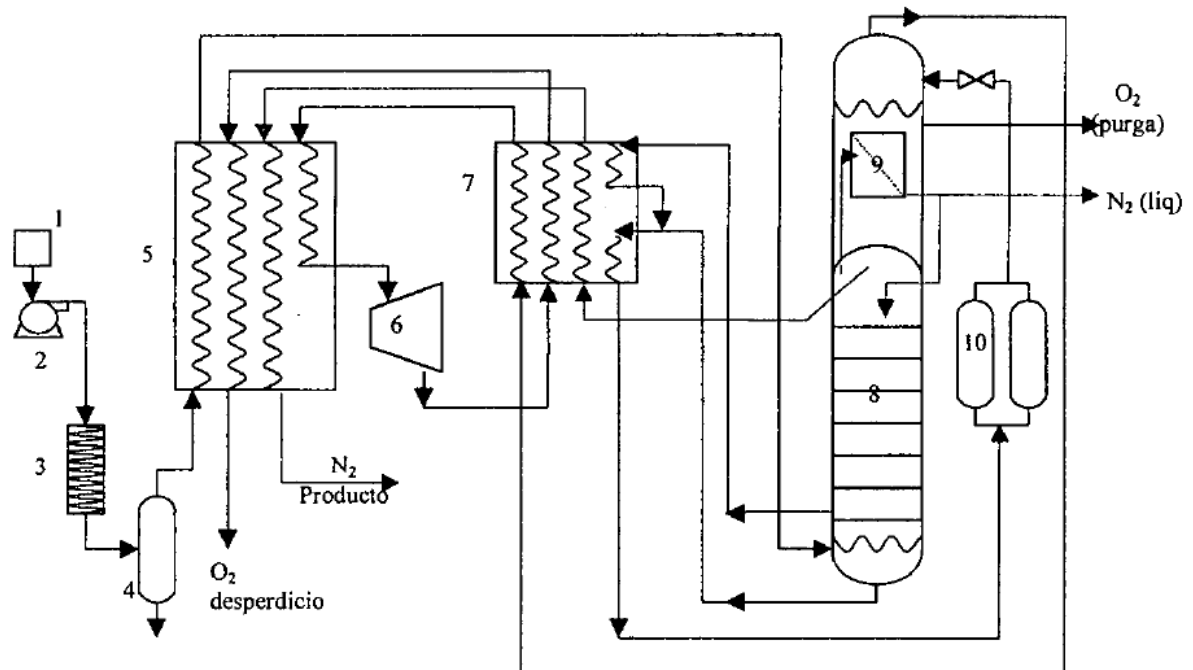 O₂
(purga)
7
9
N₂ (liq)
1
5
6
2
10
8
3
N₂
Producto
4
O₂
desperdicio